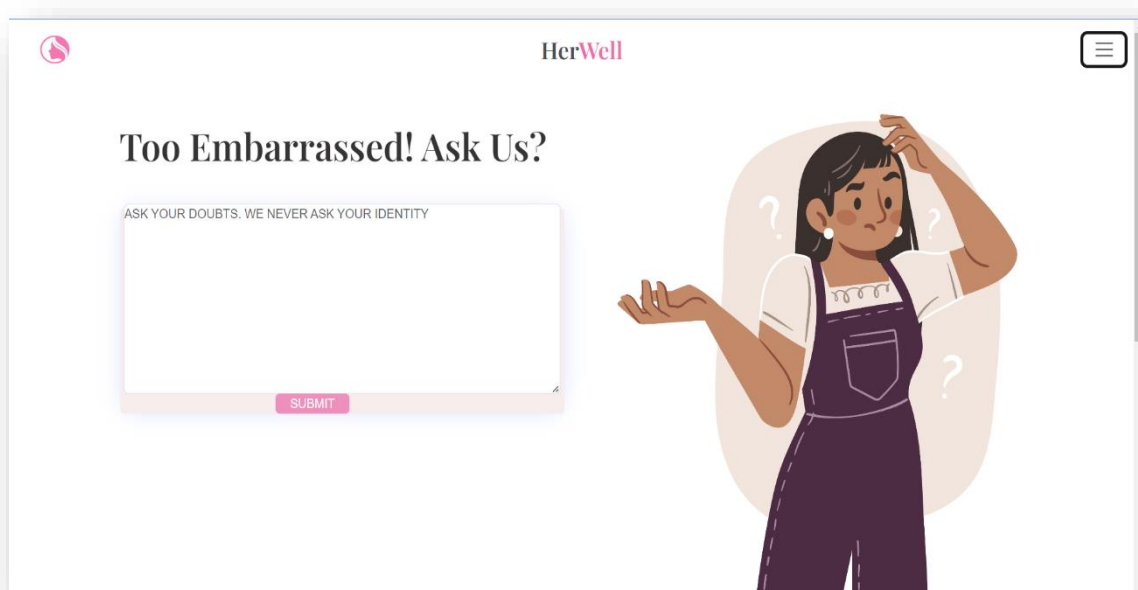 HerWell
Too Embarrassed! Ask Us?
ASK YOUR DOUBTS. WE NEVER ASK YOUR IDENTITY
SUBMIT
? ? ?